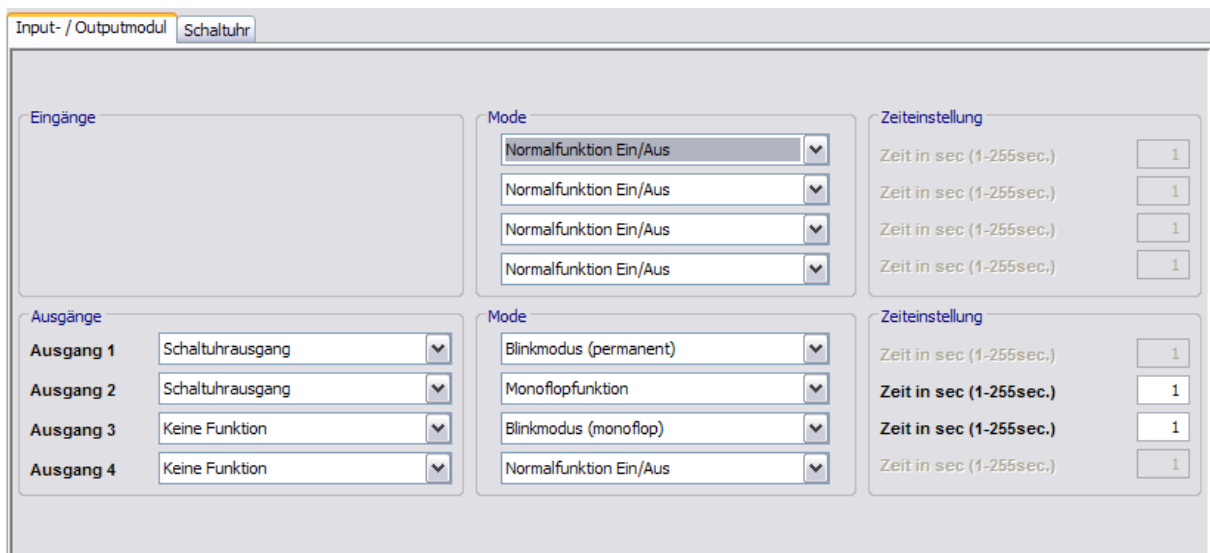 Input- / Outputmodul Schaltuhr
Eingänge Mode Zeiteinstellung
Normalfunktion Ein/Aus Zeit in sec (1-255sec.) 1
Normalfunktion Ein/Aus Zeit in sec (1-255sec.) 1
Normalfunktion Ein/Aus Zeit in sec (1-255sec.) 1
Normalfunktion Ein/Aus Zeit in sec (1-255sec.) 1
Ausgänge Mode Zeiteinstellung
Ausgang 1 Schaltuhrausgang Blinkmodus (permanent) Zeit in sec (1-255sec.) 1
Ausgang 2 Schaltuhrausgang Monoflopfunktion Zeit in sec (1-255sec.) 1
Ausgang 3 Keine Funktion Blinkmodus (monoflop) Zeit in sec (1-255sec.) 1
Ausgang 4 Keine Funktion Normalfunktion Ein/Aus Zeit in sec (1-255sec.) 1